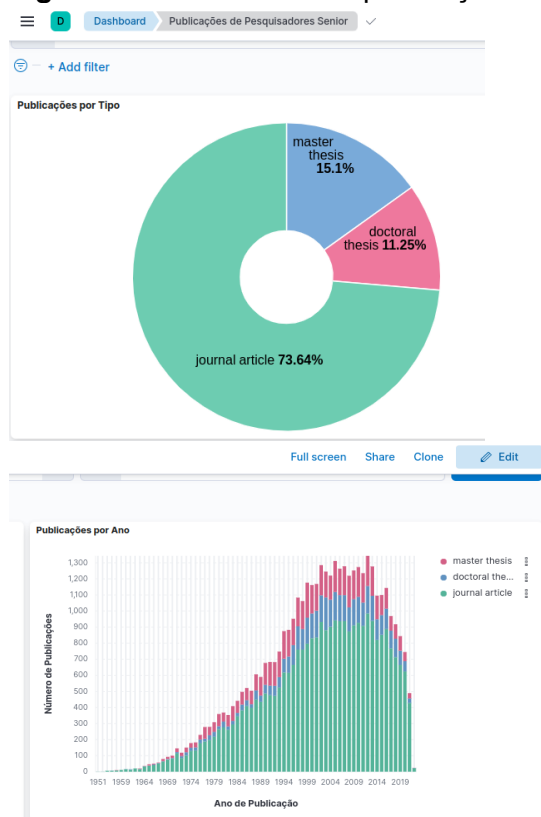 D Dashboard Publicações de Pesquisadores Senior
+ Add filter
Publicações por Tipo
master
thesis
15.1%
doctoral
thesis 11.25%
journal article 73.64%
Full screen Share Clone Edit
Publicações por Ano
1,300
1,200
1,100
1,000
900
800
700
600
500
400
300
200
100
0
Número de Publicações
1951 1959 1964 1969 1974 1979 1984 1989 1994 1999 2004 2009 2014 2019
Ano de Publicação
master thesis
doctoral the...
journal article